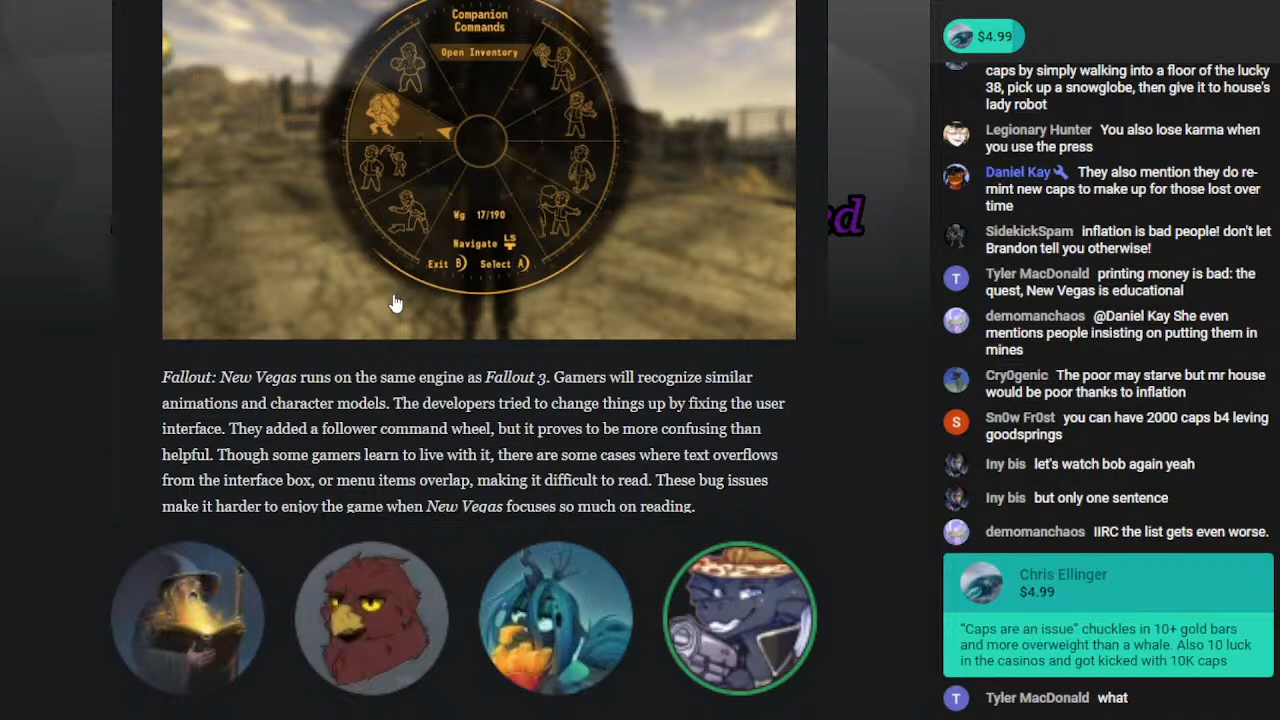 Companion
Commands
Open Inventory
Wg 17/190
Navigate LS
Exit B Select A
ed
Fallout: New Vegas runs on the same engine as Fallout 3. Gamers will recognize similar
animations and character models. The developers tried to change things up by fixing the user
interface. They added a follower command wheel, but it proves to be more confusing than
helpful. Though some gamers learn to live with it, there are some cases where text overflows
from the interface box, or menu items overlap, making it difficult to read. These bug issues
make it harder to enjoy the game when New Vegas focuses so much on reading.
$4.99
caps by simply walking into a floor of the lucky
38, pick up a snowglobe, then give it to house's
lady robot
Legionary Hunter You also lose karma when
you use the press
Daniel Kay They also mention they do re-
mint new caps to make up for those lost over
time
SidekickSpam inflation is bad people! don't let
Brandon tell you otherwise!
T
Tyler MacDonald printing money is bad: the
quest, New Vegas is educational
demomanchaos @Daniel Kay She even
mentions people insisting on putting them in
mines
Cry0genic The poor may starve but mr house
would be poor thanks to inflation
S
Sn0w Fr0st you can have 2000 caps b4 leving
goodsprings
Iny bis let's watch bob again yeah
Iny bis but only one sentence
demomanchaos IIRC the list gets even worse.
Chris Ellinger
$4.99
“Caps are an issue” chuckles in 10+ gold bars
and more overweight than a whale. Also 10 luck
in the casinos and got kicked with 10K caps
T
Tyler MacDonald what